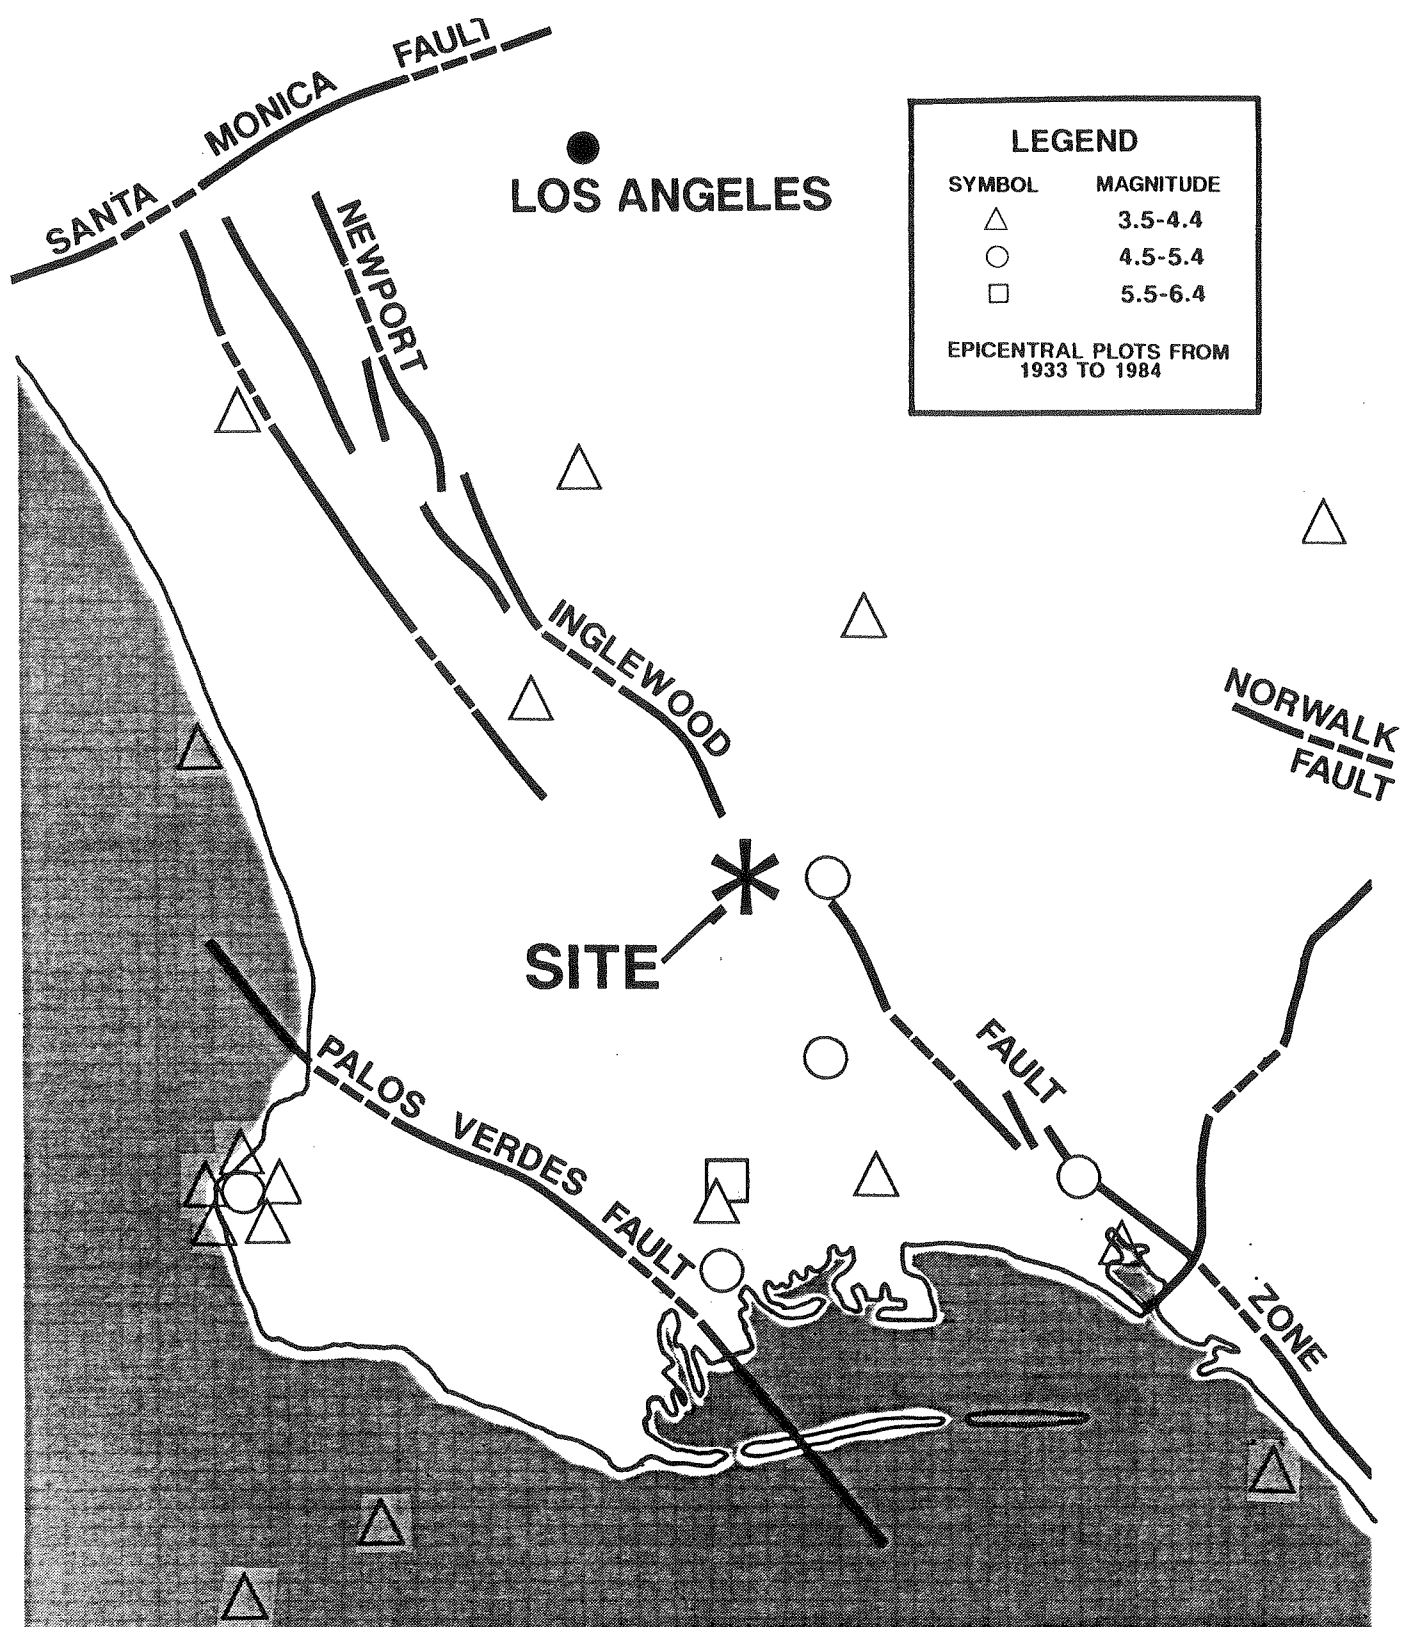 SANTA MONICA FAULT
LOS ANGELES
LEGEND
SYMBOL MAGNITUDE
3.5-4.4
4.5-5.4
5.5-6.4
EPICENTRAL PLOTS FROM
1933 TO 1984
NEWPORT
INGLEWOOD
NORWALK
FAULT
SITE
FAULT
PALOS VERDES FAULT
ZONE